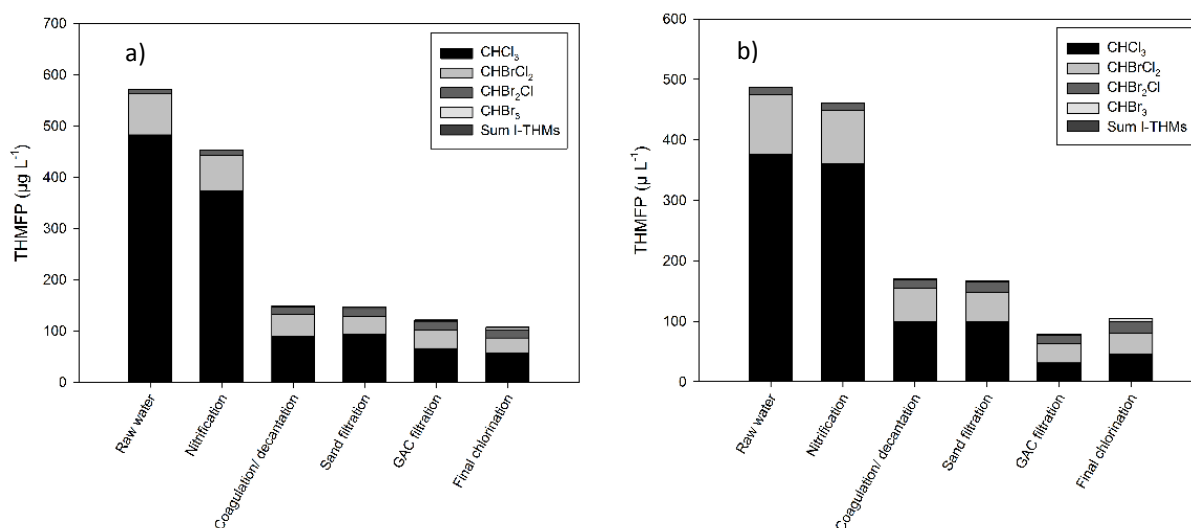 a)
700
600
500
400
300
200
100
0
THMFP (µg L⁻¹)
CHCl₃
CHBrCl₂
CHBr₂Cl
CHBr₃
Sum I-THMs
Raw water
Nitrification
Coagulation/ decantation
Sand filtration
GAC filtration
Final chlorination
b)
600
500
400
300
200
100
0
THMFP (µ L⁻¹)
CHCl₃
CHBrCl₂
CHBr₂Cl
CHBr₃
Sum I-THMs
Raw water
Nitrification
Coagulation/ decantation
Sand filtration
GAC filtration
Final chlorination